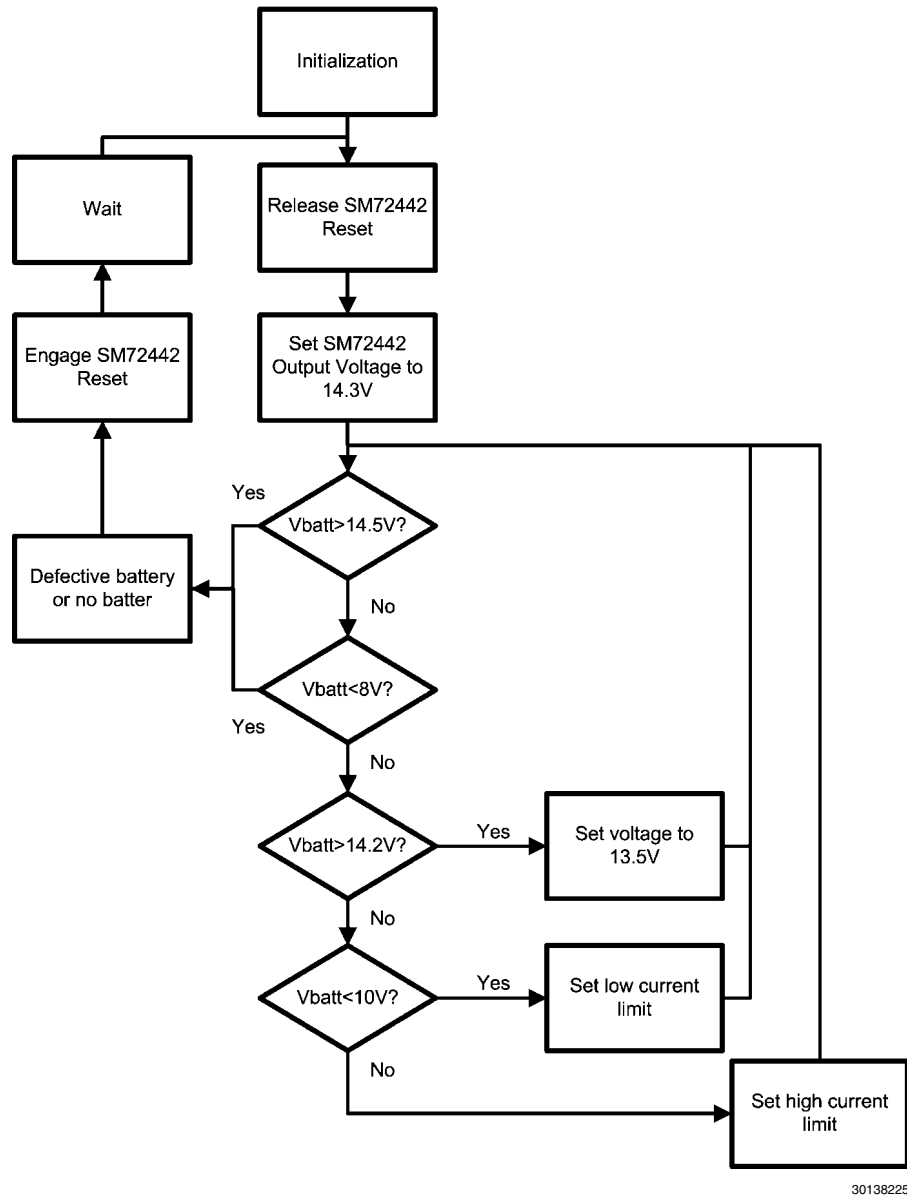 Initialization
Wait
Release SM72442
Reset
Engage SM72442
Reset
Set SM72442
Output Voltage to
14.3V
Yes
Vbatt>14.5V?
No
Defective battery
or no batter
Vbatt<8V?
Yes
No
Vbatt>14.2V?
Yes
Set voltage to
13.5V
No
Vbatt<10V?
Yes
Set low current
limit
No
Set high current
limit
30138225